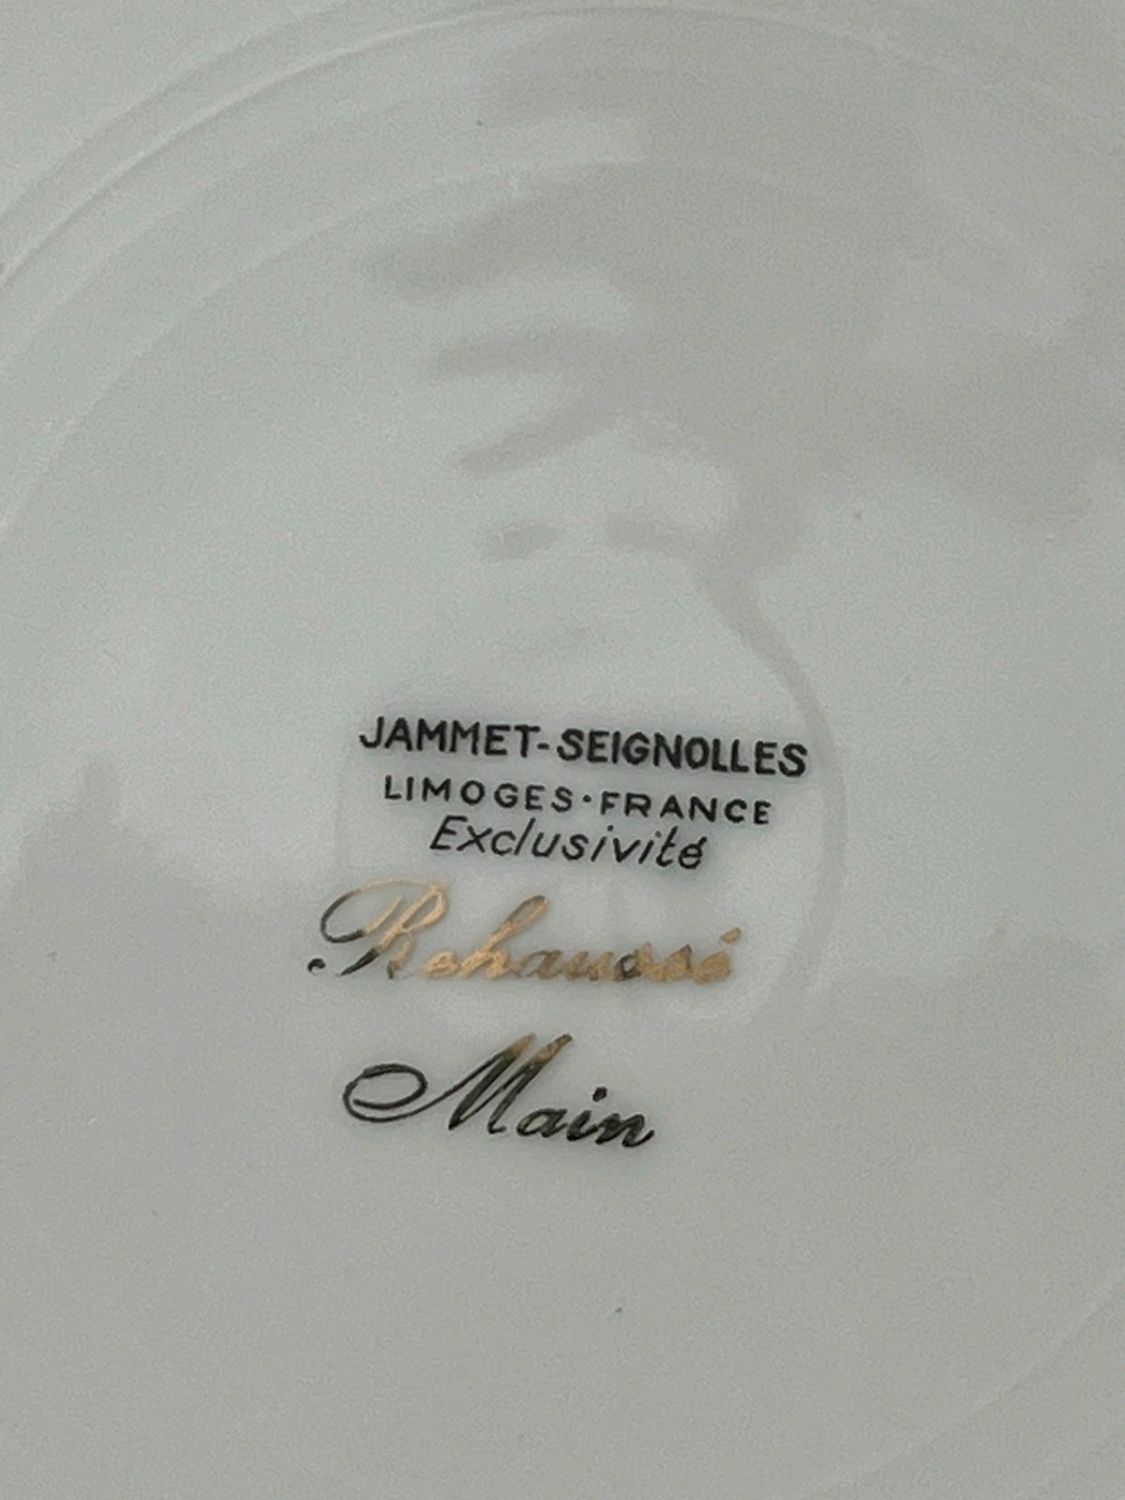 JAMMET-SEIGNOLLES
LIMOGES·FRANCE
Exclusivité
Rehaussé
Main